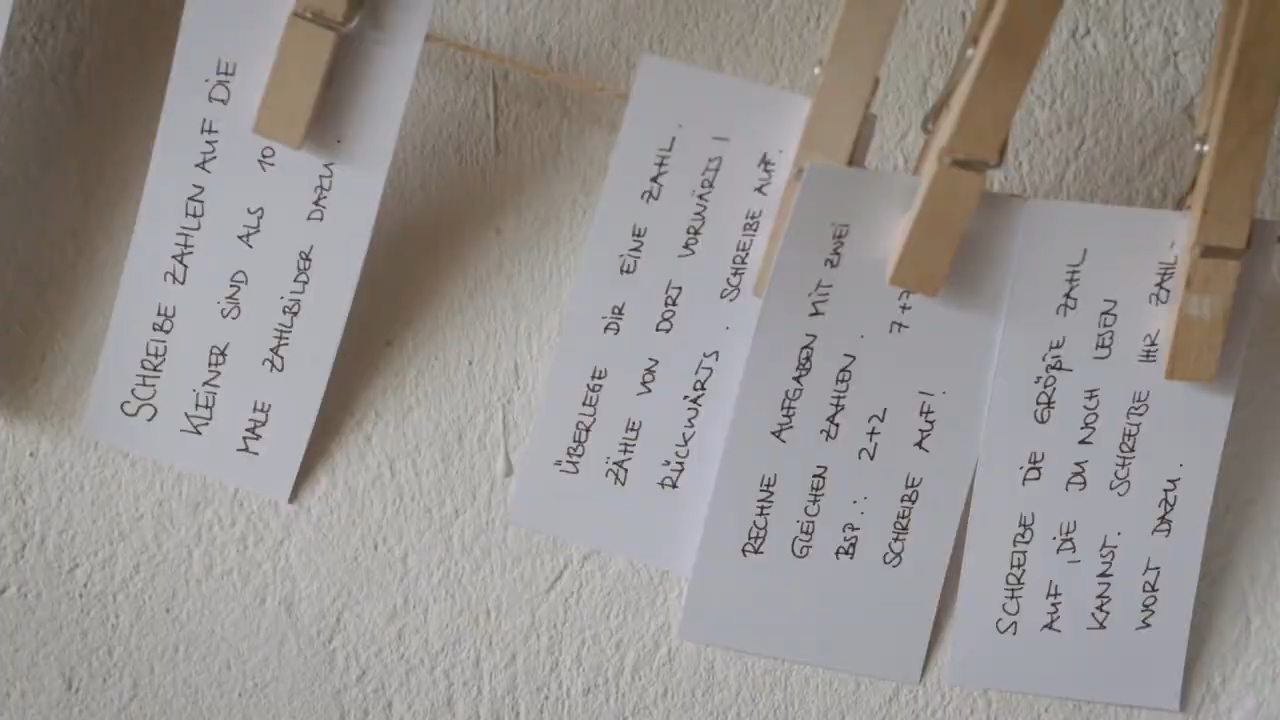 SCHREIBE ZAHLEN AUF DIE
KLEINER SIND ALS 10
MALE ZAHLBILDER DAZU.
ÜBERLEGE DIR EINE ZAHL.
ZÄHLE VON DORT VORWÄRTS /
RÜCKWÄRTS. SCHREIBE AUF.
RECHNE AUFGABEN MIT ZWEI
GLEICHEN ZAHLEN.
BSP.: 2+2 7+7
SCHREIBE AUF!
SCHREIBE DIE GRÖßTE ZAHL
AUF, DIE DU NOCH LESEN
KANNST. SCHREIBE IHR ZAHL-
WORT DAZU.